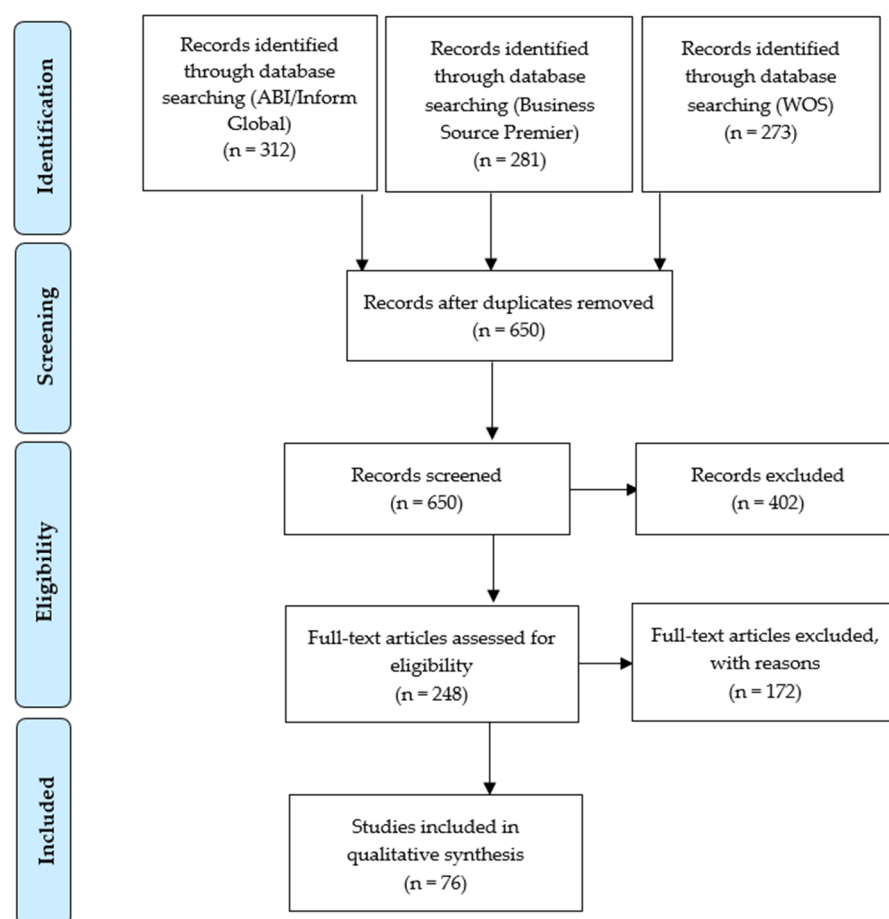 Identification
Records identified
through database
searching (ABI/Inform
Global)
(n = 312)
Records identified
through database
searching (Business
Source Premier)
(n = 281)
Records identified
through database
searching (WOS)
(n = 273)
Screening
Records after duplicates removed
(n = 650)
Eligibility
Records screened
(n = 650)
Records excluded
(n = 402)
Full-text articles assessed for
eligibility
(n = 248)
Full-text articles excluded,
with reasons
(n = 172)
Included
Studies included in
qualitative synthesis
(n = 76)